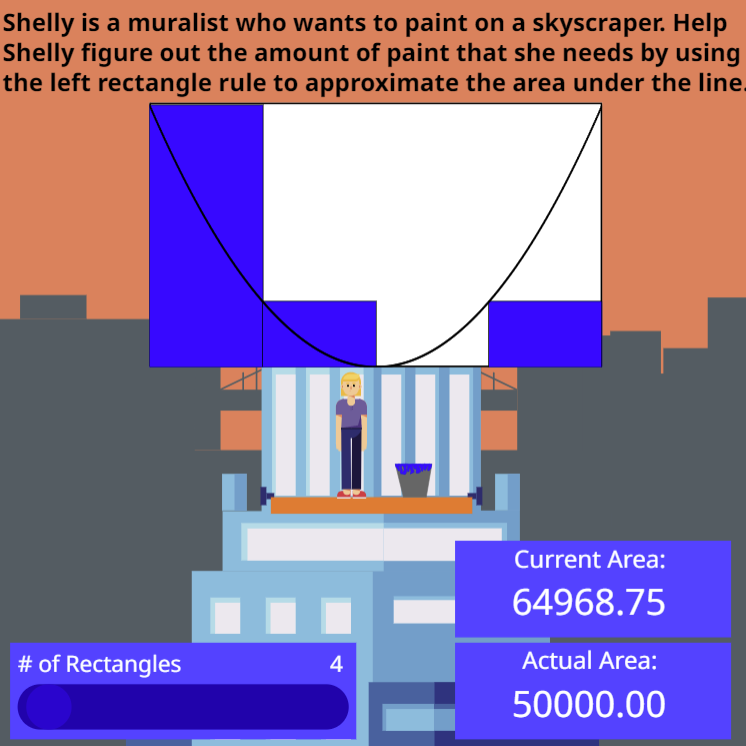 Shelly is a muralist who wants to paint on a skyscraper. Help
Shelly figure out the amount of paint that she needs by using
the left rectangle rule to approximate the area under the line.
Current Area:
64968.75
# of Rectangles 4
Actual Area:
50000.00